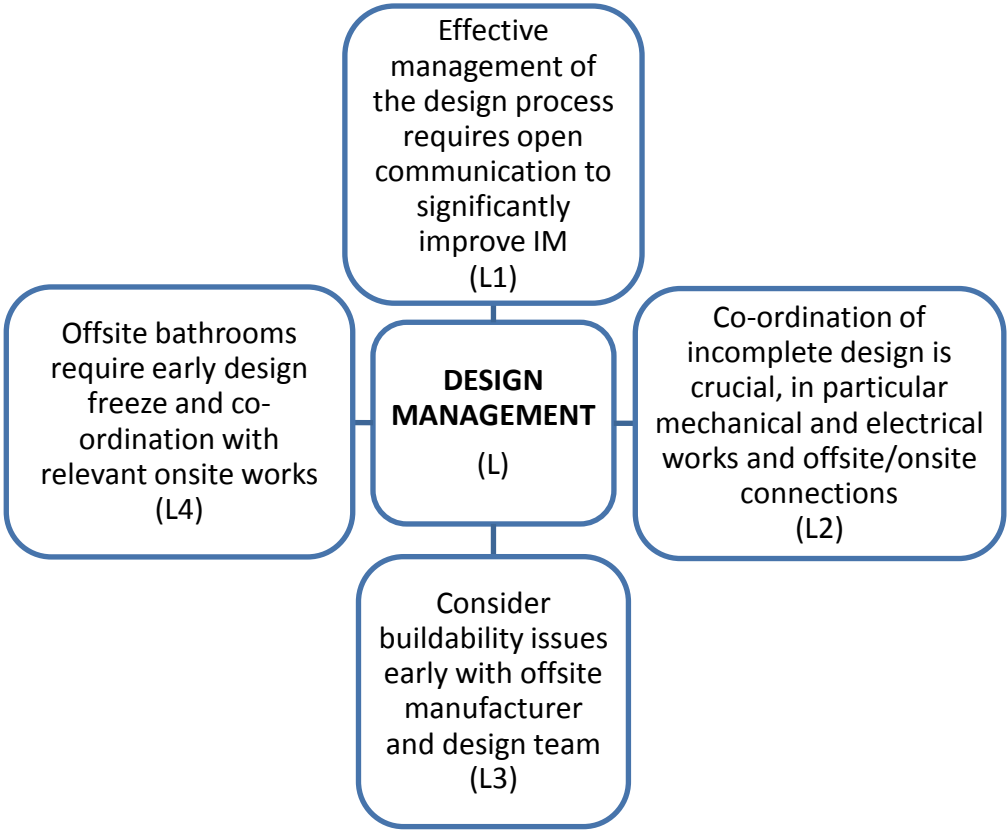 Effective
management of
the design process
requires open
communication to
significantly
improve IM
(L1)
Offsite bathrooms
require early design
freeze and co-
ordination with
relevant onsite works
(L4)
DESIGN
MANAGEMENT
(L)
Co-ordination of
incomplete design is
crucial, in particular
mechanical and electrical
works and offsite/onsite
connections
(L2)
Consider
buildability issues
early with offsite
manufacturer
and design team
(L3)